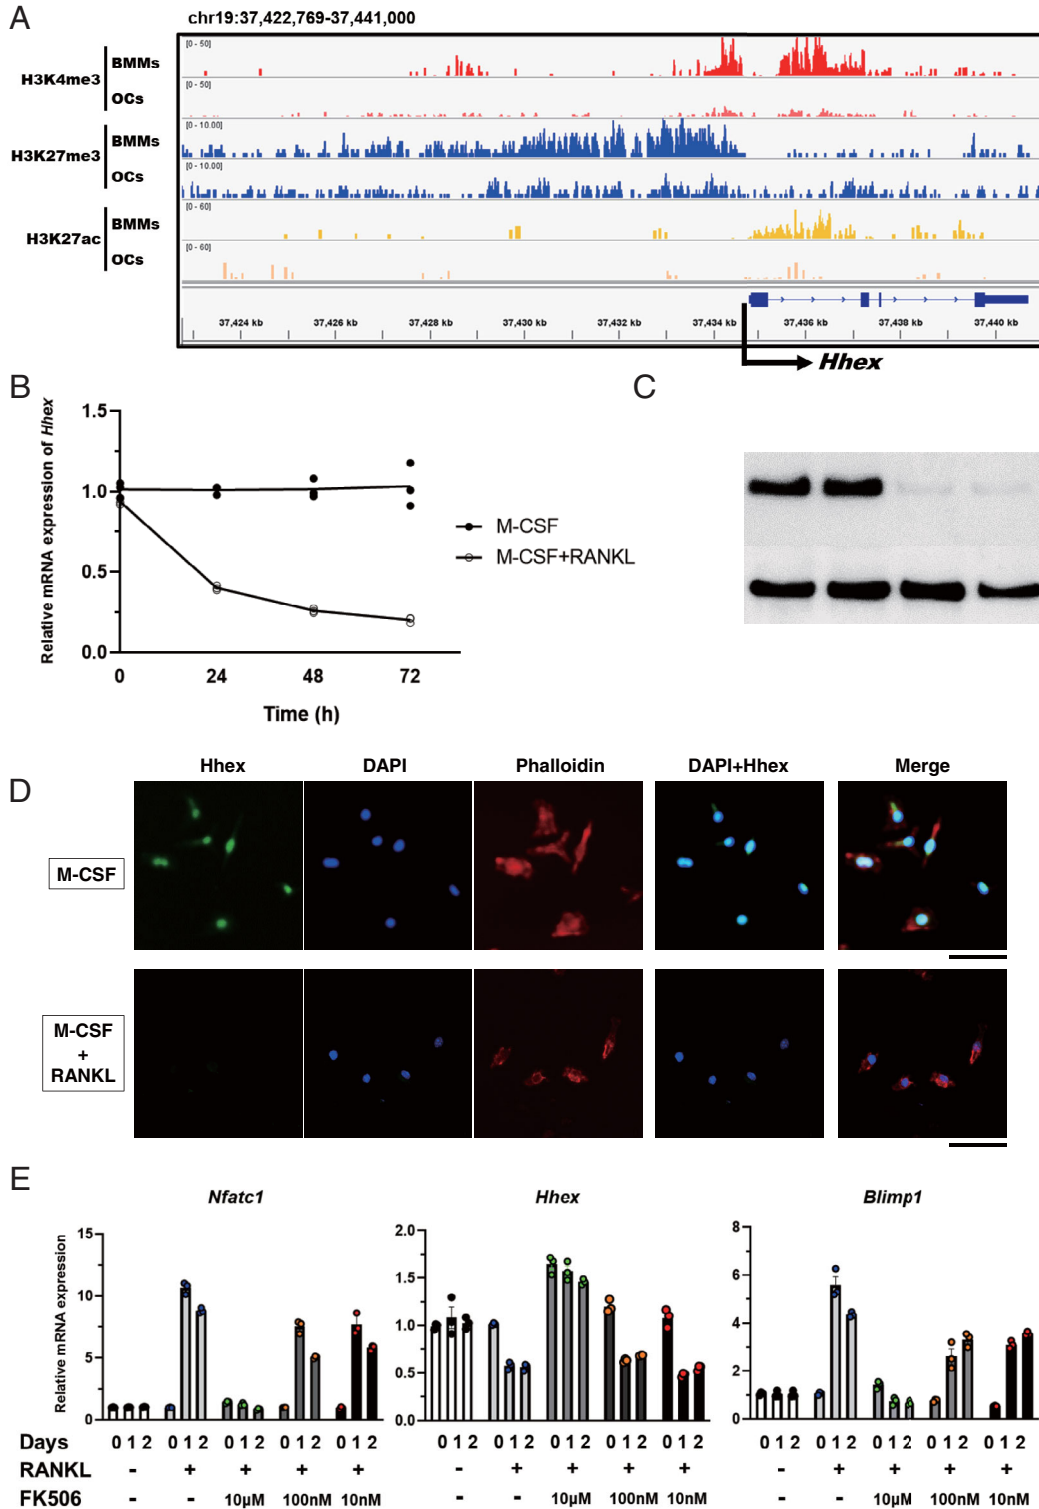 A
chr19:37,422,769-37,441,000
H3K4me3
BMMs
[0 - 50]
OCs
[0 - 50]
H3K27me3
BMMs
[0 - 10.00]
OCs
[0 - 10.00]
H3K27ac
BMMs
[0 - 60]
OCs
[0 - 60]
37,424 kb 37,426 kb 37,428 kb 37,430 kb 37,432 kb 37,434 kb 37,436 kb 37,438 kb 37,440 kb
Hhex
B
Relative mRNA expression of Hhex
1.5
1.0
0.5
0.0
0 24 48 72
Time (h)
M-CSF
M-CSF+RANKL
C
D
Hhex DAPI Phalloidin DAPI+Hhex Merge
M-CSF
M-CSF
+
RANKL
E
Nfatc1 Hhex Blimp1
Relative mRNA expression
15
10
5
0
2.0
1.5
1.0
0.5
0.0
8
6
4
2
0
Days 0 1 2 0 1 2 0 1 2 0 1 2 0 1 2 0 1 2 0 1 2 0 1 2 0 1 2 0 1 2 0 1 2 0 1 2 0 1 2 0 1 2 0 1 2
RANKL - + + + + - + + + + - + + + +
FK506 - - 10µM 100nM 10nM - - 10µM 100nM 10nM - - 10µM 100nM 10nM